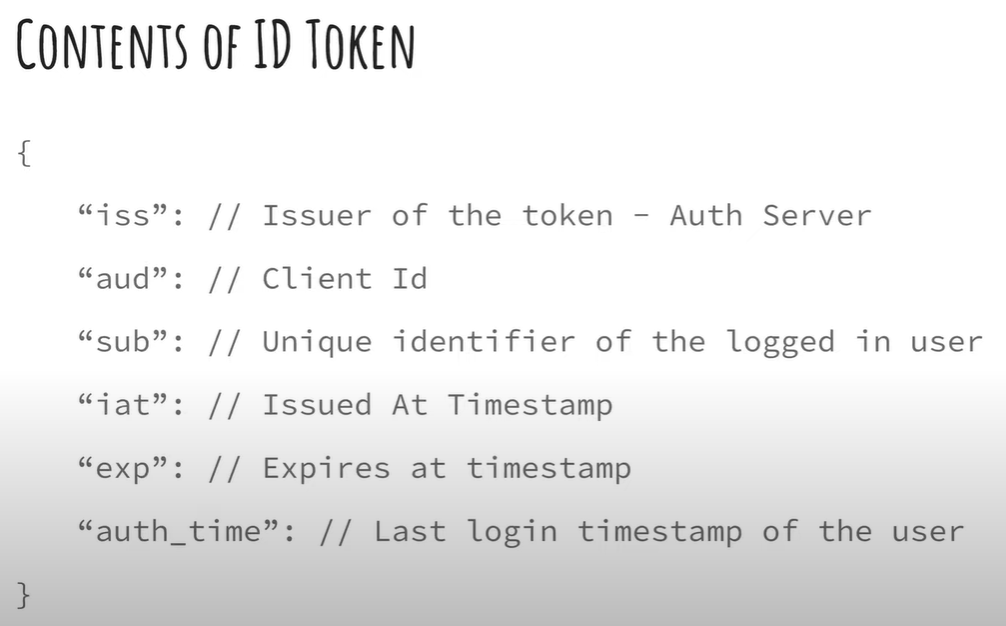 CONTENTS OF ID TOKEN
{
“iss”: // Issuer of the token - Auth Server
“aud”: // Client Id
“sub”: // Unique identifier of the logged in user
“iat”: // Issued At Timestamp
“exp”: // Expires at timestamp
“auth_time”: // Last login timestamp of the user
}